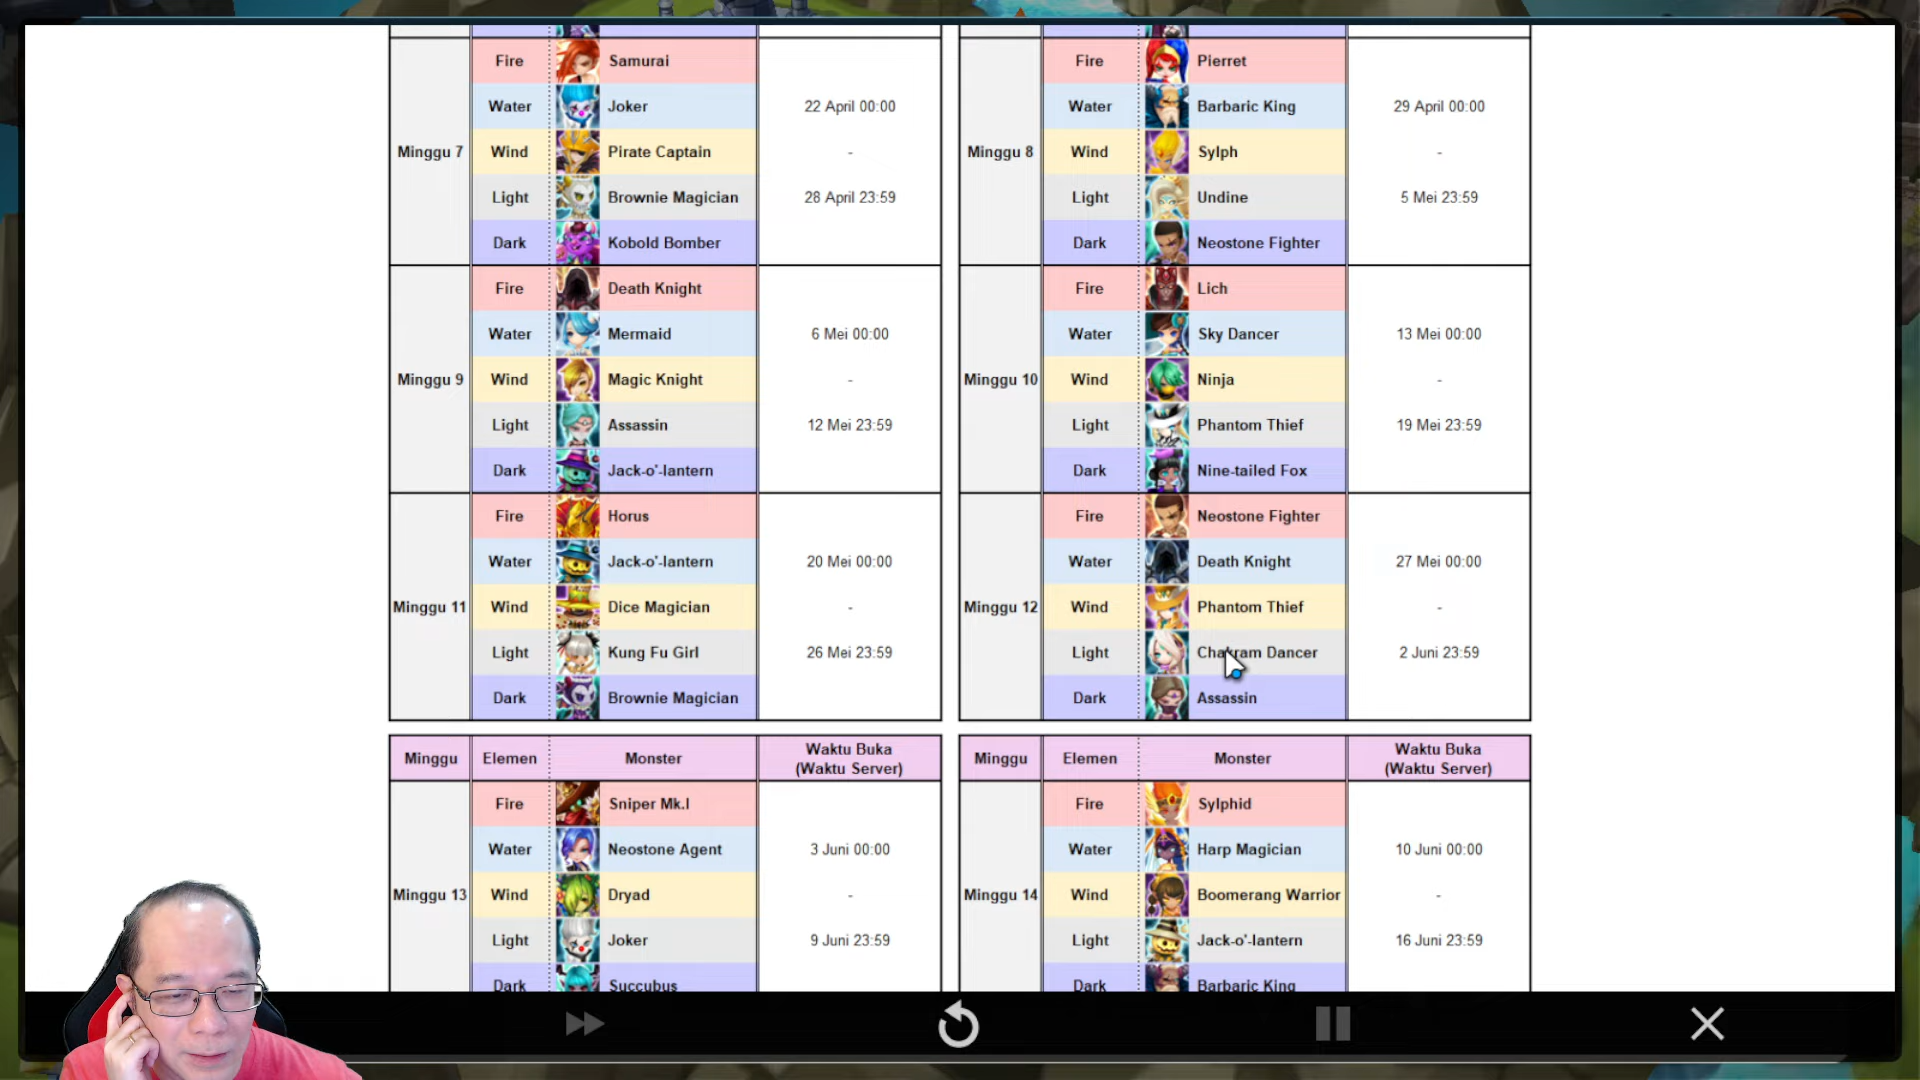 Fire Samurai
Water Joker 22 April 00:00
Minggu 7 Wind Pirate Captain -
Light Brownie Magician 28 April 23:59
Dark Kobold Bomber
Fire Pierret
Water Barbaric King 29 April 00:00
Minggu 8 Wind Sylph -
Light Undine 5 Mei 23:59
Dark Neostone Fighter
Fire Death Knight
Water Mermaid 6 Mei 00:00
Minggu 9 Wind Magic Knight -
Light Assassin 12 Mei 23:59
Dark Jack-o'-lantern
Fire Lich
Water Sky Dancer 13 Mei 00:00
Minggu 10 Wind Ninja -
Light Phantom Thief 19 Mei 23:59
Dark Nine-tailed Fox
Fire Horus
Water Jack-o'-lantern 20 Mei 00:00
Minggu 11 Wind Dice Magician -
Light Kung Fu Girl 26 Mei 23:59
Dark Brownie Magician
Fire Neostone Fighter
Water Death Knight 27 Mei 00:00
Minggu 12 Wind Phantom Thief -
Light Chakram Dancer 2 Juni 23:59
Dark Assassin
Minggu Elemen Monster Waktu Buka
(Waktu Server)
Fire Sniper Mk.I
Water Neostone Agent 3 Juni 00:00
Minggu 13 Wind Dryad -
Light Joker 9 Juni 23:59
Dark Succubus
Minggu Elemen Monster Waktu Buka
(Waktu Server)
Fire Sylphid
Water Harp Magician 10 Juni 00:00
Minggu 14 Wind Boomerang Warrior -
Light Jack-o'-lantern 16 Juni 23:59
Dark Barbaric King